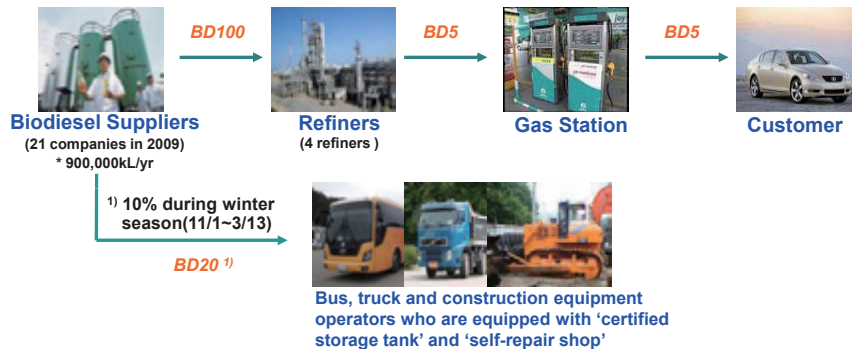 BD100
BD5
BD5
Biodiesel Suppliers
(21 companies in 2009)
* 900,000kL/yr
Refiners
(4 refiners )
Gas Station
Customer
1) 10% during winter
season(11/1~3/13)
BD20 1)
Bus, truck and construction equipment
operators who are equipped with ‘certified
storage tank’ and ‘self-repair shop’